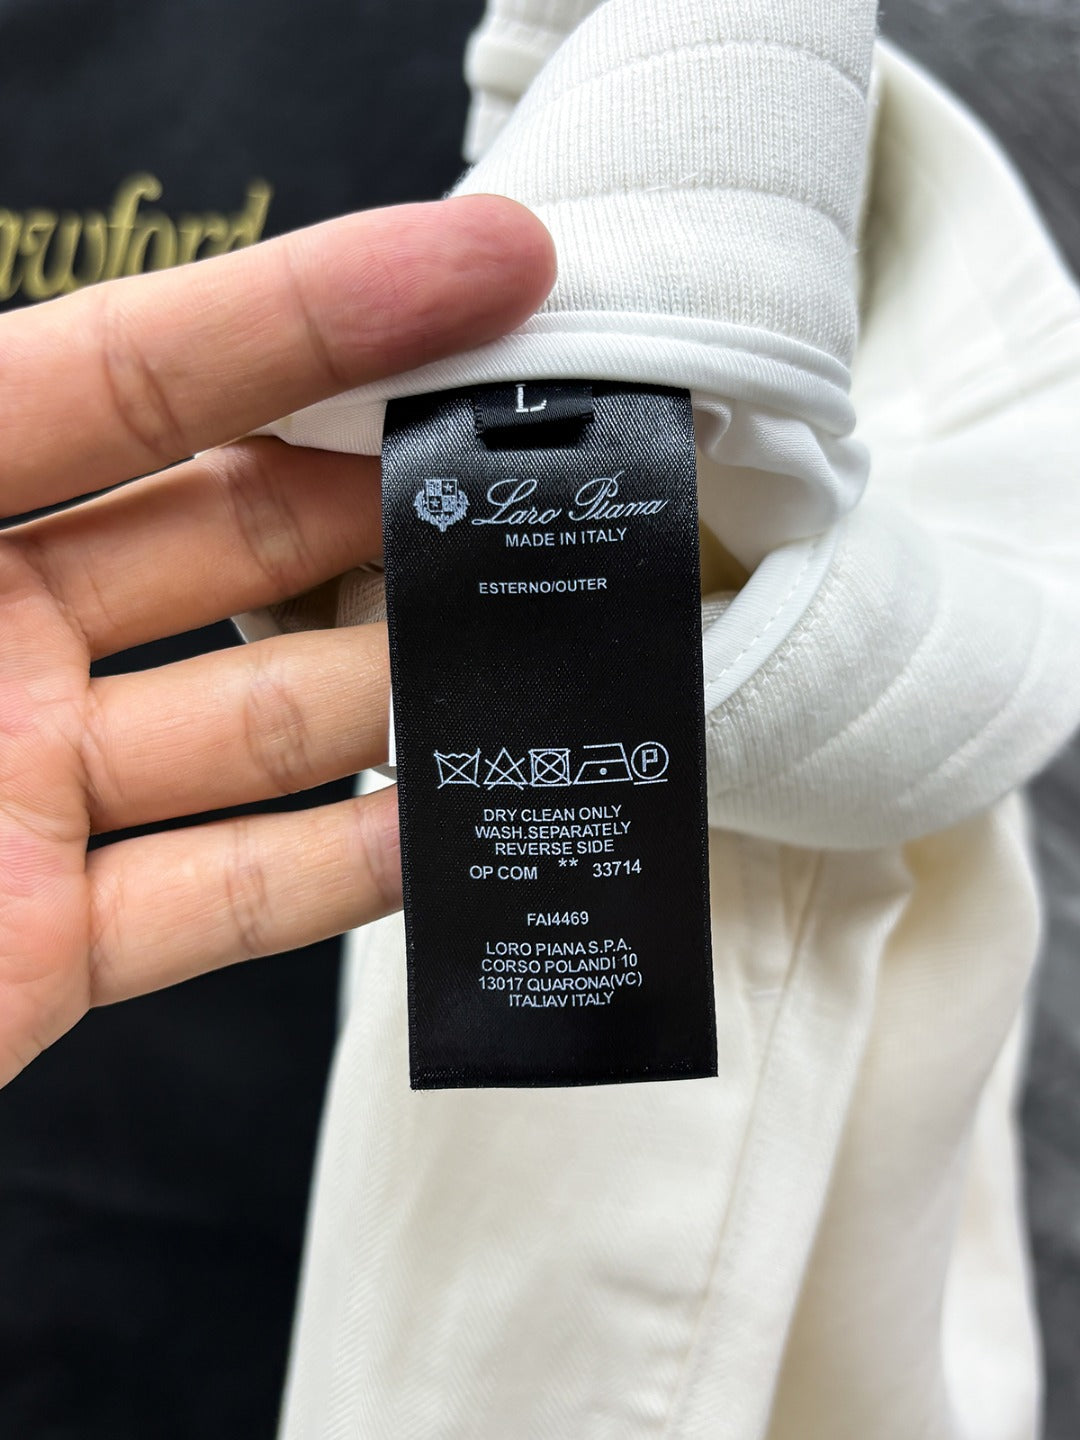 awford
L
Loro Piana
MADE IN ITALY
ESTERNO/OUTER
P
DRY CLEAN ONLY
WASH.SEPARATELY
REVERSE SIDE
OP COM ** 33714
FAI4469
LORO PIANA S.P.A.
CORSO POLANDI 10
13017 QUARONA(VC)
ITALIAV ITALY